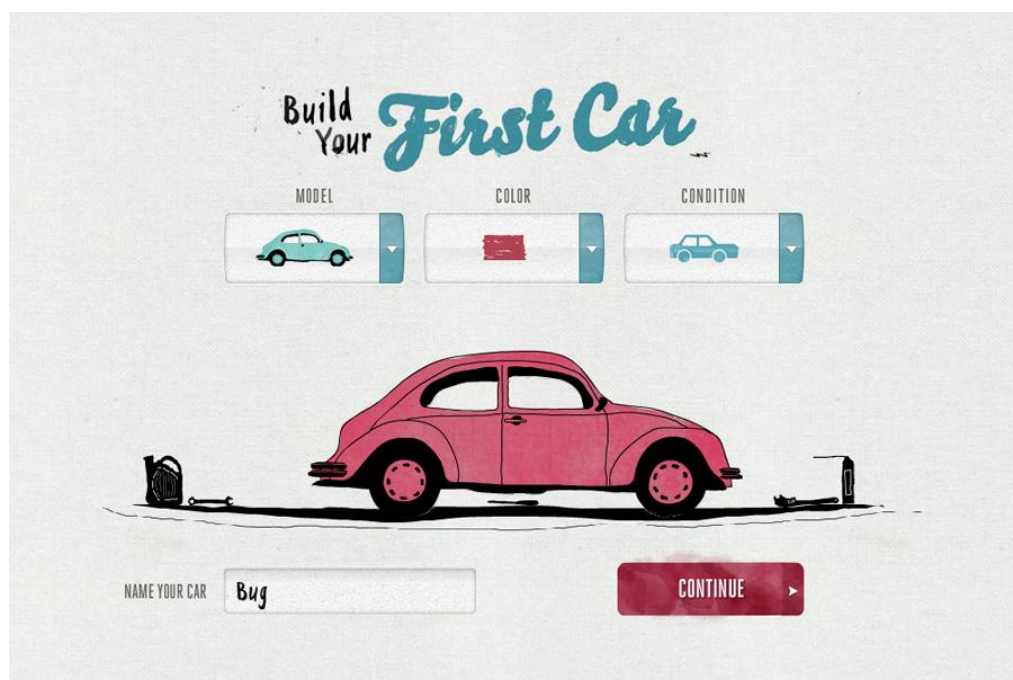 Build
Your
First Car
MODEL
COLOR
CONDITION
NAME YOUR CAR
Bug
CONTINUE